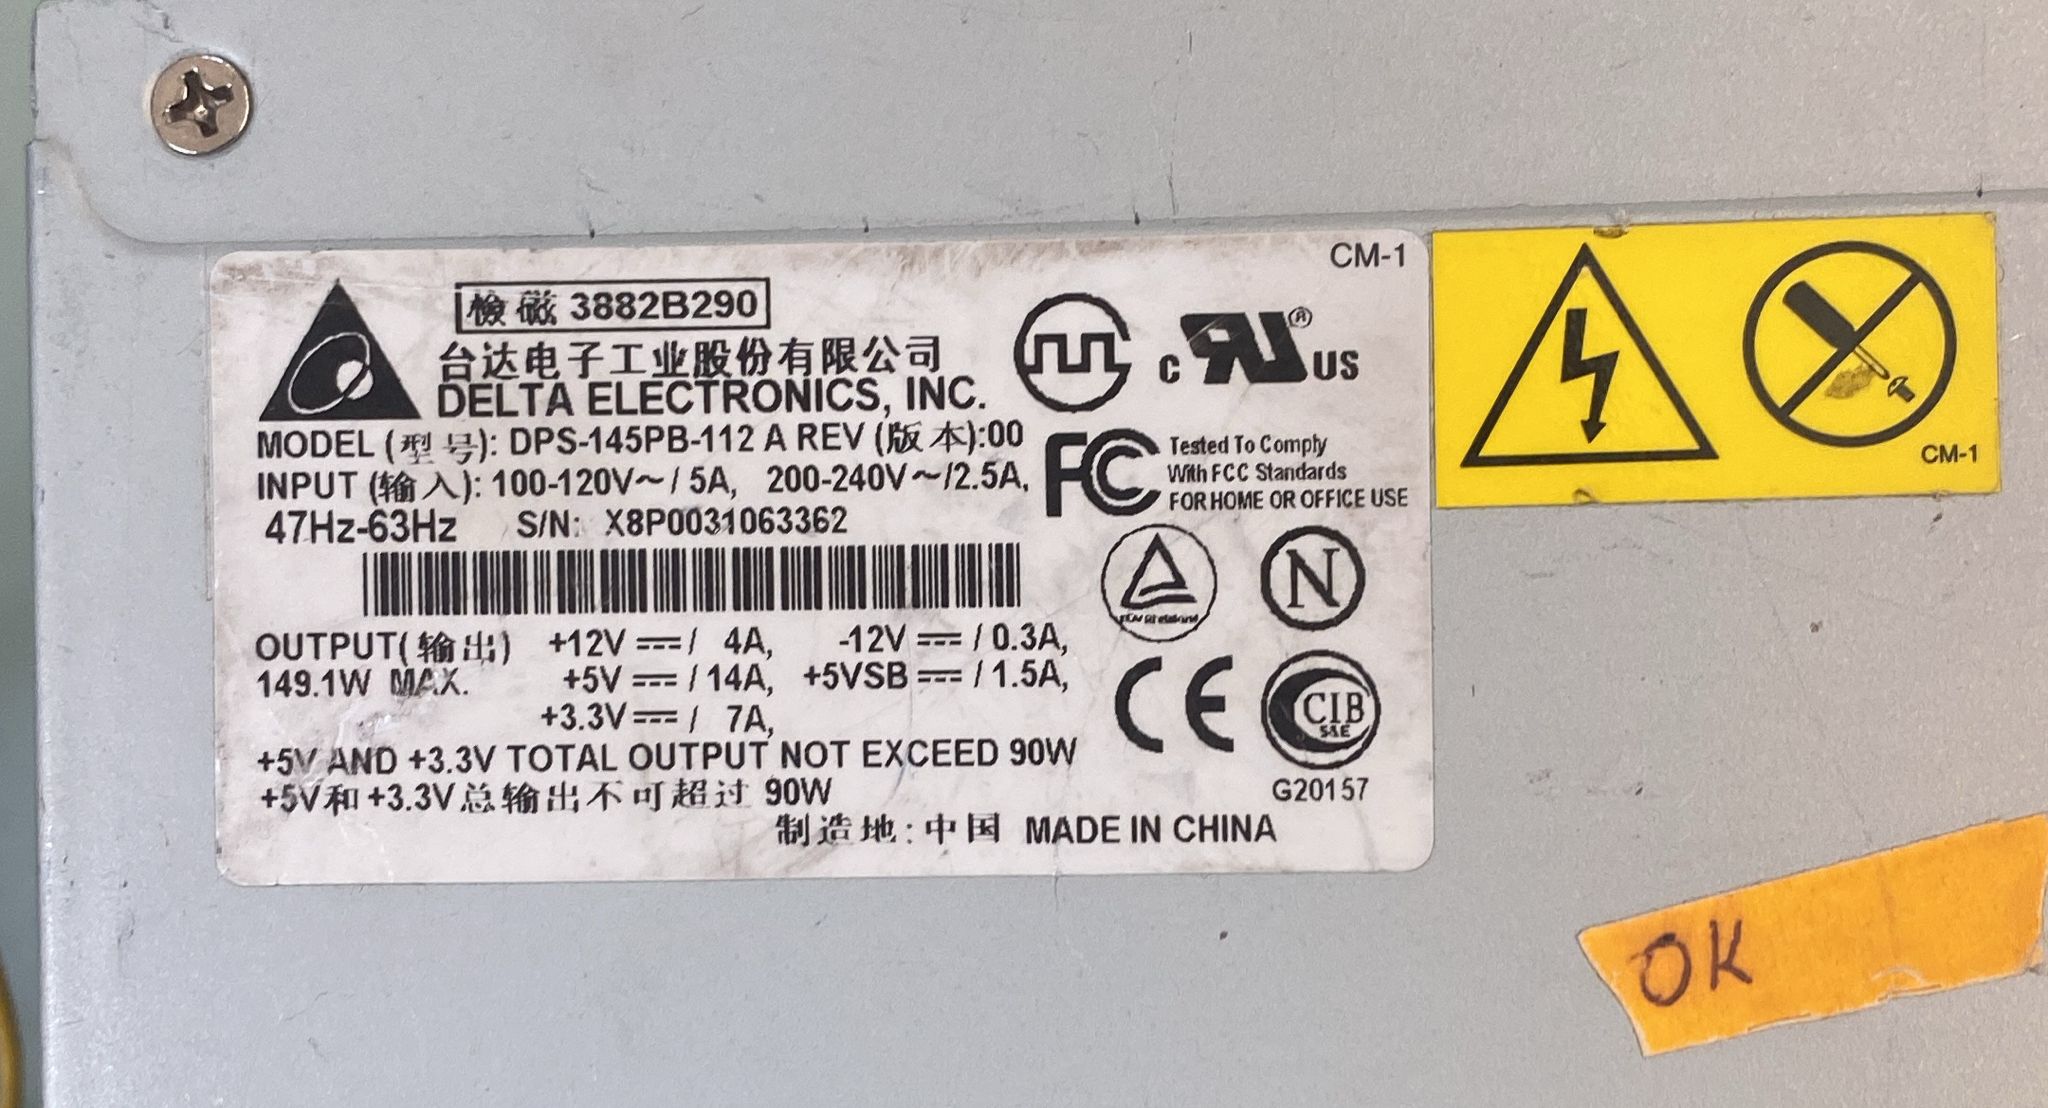 CM-1
檢磁 3882B290
台达电子工业股份有限公司
DELTA ELECTRONICS, INC.
c RU® US
MODEL (型号): DPS-145PB-112 A REV (版本):00
INPUT (输入): 100-120V～/ 5A, 200-240V～/2.5A,
47Hz-63Hz S/N: X8P0031063362
FC Tested To Comply
With FCC Standards
FOR HOME OR OFFICE USE
N
OUTPUT(输出) +12V ⎓/ 4A, -12V ⎓/ 0.3A,
149.1W MAX. +5V ⎓/ 14A, +5VSB ⎓/ 1.5A,
+3.3V ⎓/ 7A,
+5V AND +3.3V TOTAL OUTPUT NOT EXCEED 90W
+5V和 +3.3V总输出不可超过 90W
制造地: 中国 MADE IN CHINA
CE
CIB
S&E
G20157
CM-1
OK